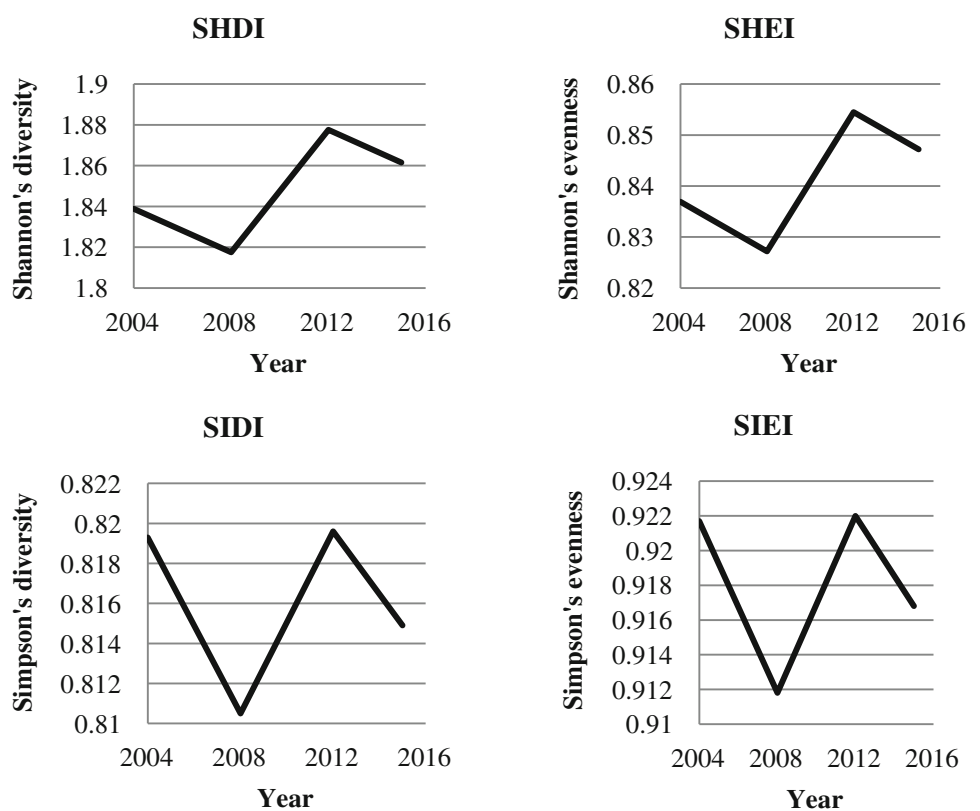 SHDI
Shannon's diversity
1.9
1.88
1.86
1.84
1.82
1.8
2004 2008 2012 2016
Year
SHEI
Shannon's evenness
0.86
0.85
0.84
0.83
0.82
2004 2008 2012 2016
Year
SIDI
Simpson's diversity
0.822
0.82
0.818
0.816
0.814
0.812
0.81
2004 2008 2012 2016
Year
SIEI
Simpson's evenness
0.924
0.922
0.92
0.918
0.916
0.914
0.912
0.91
2004 2008 2012 2016
Year